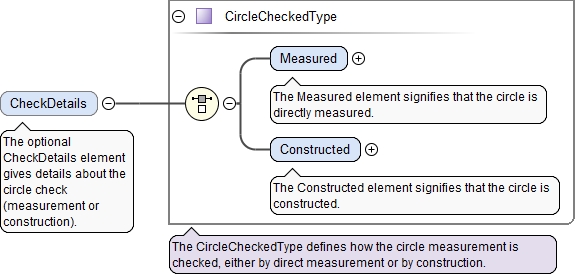 CircleCheckedType
Measured
The Measured element signifies that the circle is
directly measured.
CheckDetails
The optional
CheckDetails element
gives details about the
circle check
(measurement or
construction).
Constructed
The Constructed element signifies that the circle is
constructed.
The CircleCheckedType defines how the circle measurement is
checked, either by direct measurement or by construction.